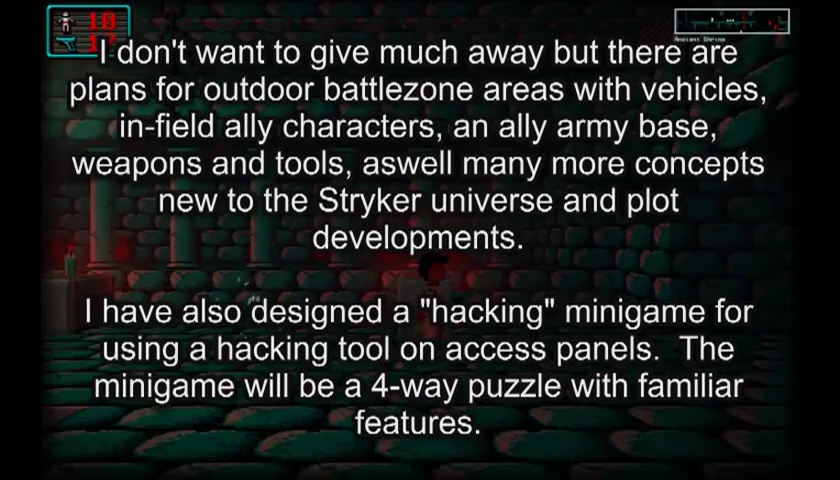 10
I don't want to give much away but there are
plans for outdoor battlezone areas with vehicles,
in-field ally characters, an ally army base,
weapons and tools, aswell many more concepts
new to the Stryker universe and plot
developments.
I have also designed a "hacking" minigame for
using a hacking tool on access panels.  The
minigame will be a 4-way puzzle with familiar
features.
Ancient Shrine